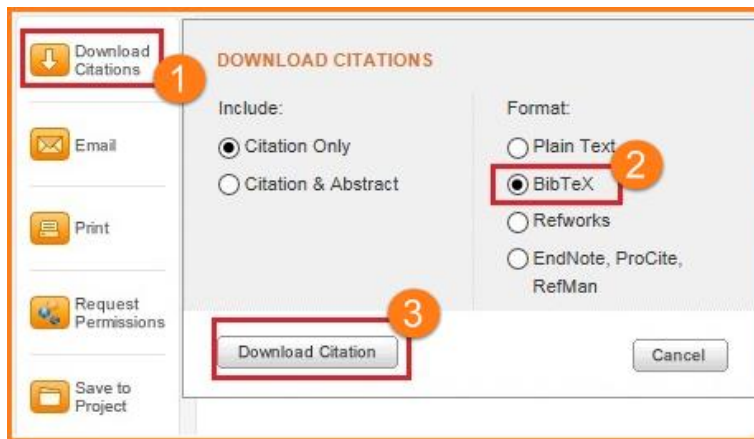 Download
Citations
1
Email
Print
Request
Permissions
Save to
Project
DOWNLOAD CITATIONS
Include:
Citation Only
Citation & Abstract
Format:
Plain Text
2
BibTeX
Refworks
EndNote, ProCite,
RefMan
3
Download Citation
Cancel